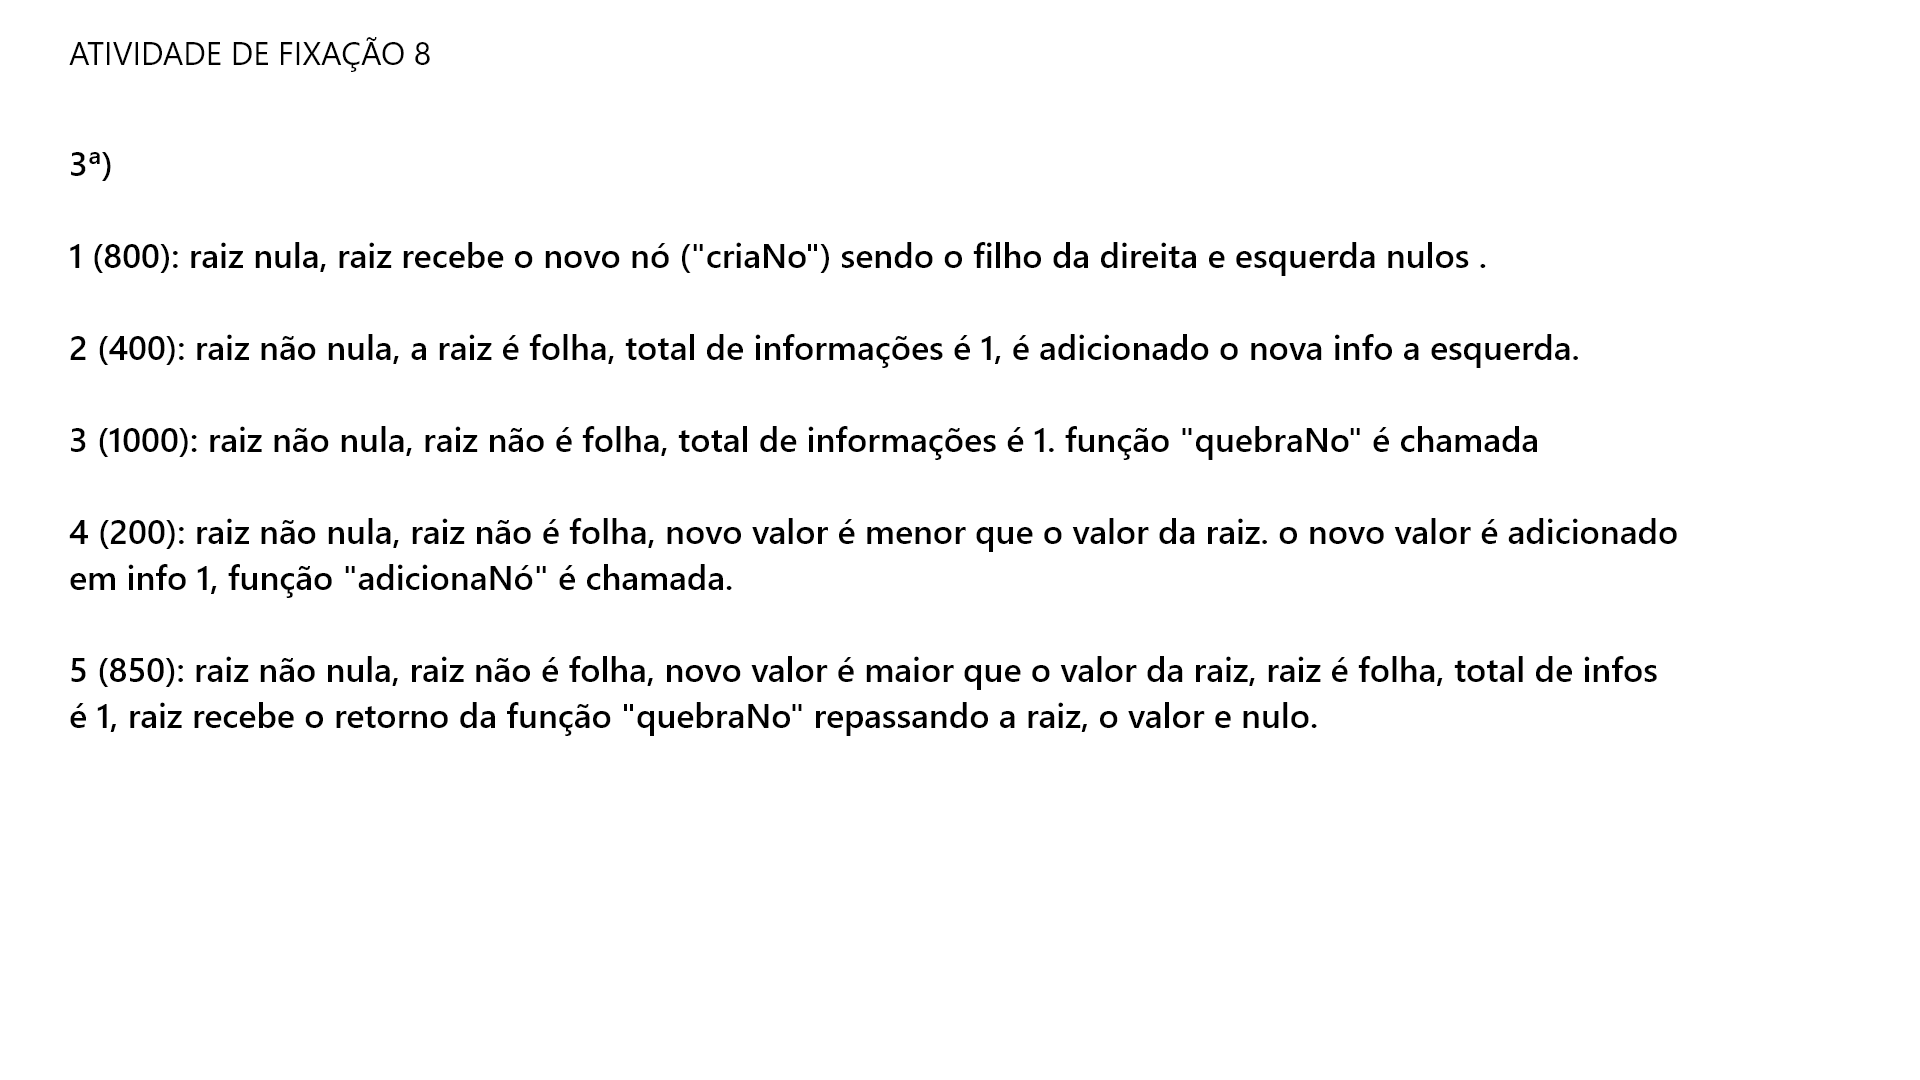 ATIVIDADE DE FIXAÇÃO 8
3ª)
1 (800): raiz nula, raiz recebe o novo nó ("criaNo") sendo o filho da direita e esquerda nulos .
2 (400): raiz não nula, a raiz é folha, total de informações é 1, é adicionado o nova info a esquerda.
3 (1000): raiz não nula, raiz não é folha, total de informações é 1. função "quebraNo" é chamada
4 (200): raiz não nula, raiz não é folha, novo valor é menor que o valor da raiz. o novo valor é adicionado
em info 1, função "adicionaNó" é chamada.
5 (850): raiz não nula, raiz não é folha, novo valor é maior que o valor da raiz, raiz é folha, total de infos
é 1, raiz recebe o retorno da função "quebraNo" repassando a raiz, o valor e nulo.